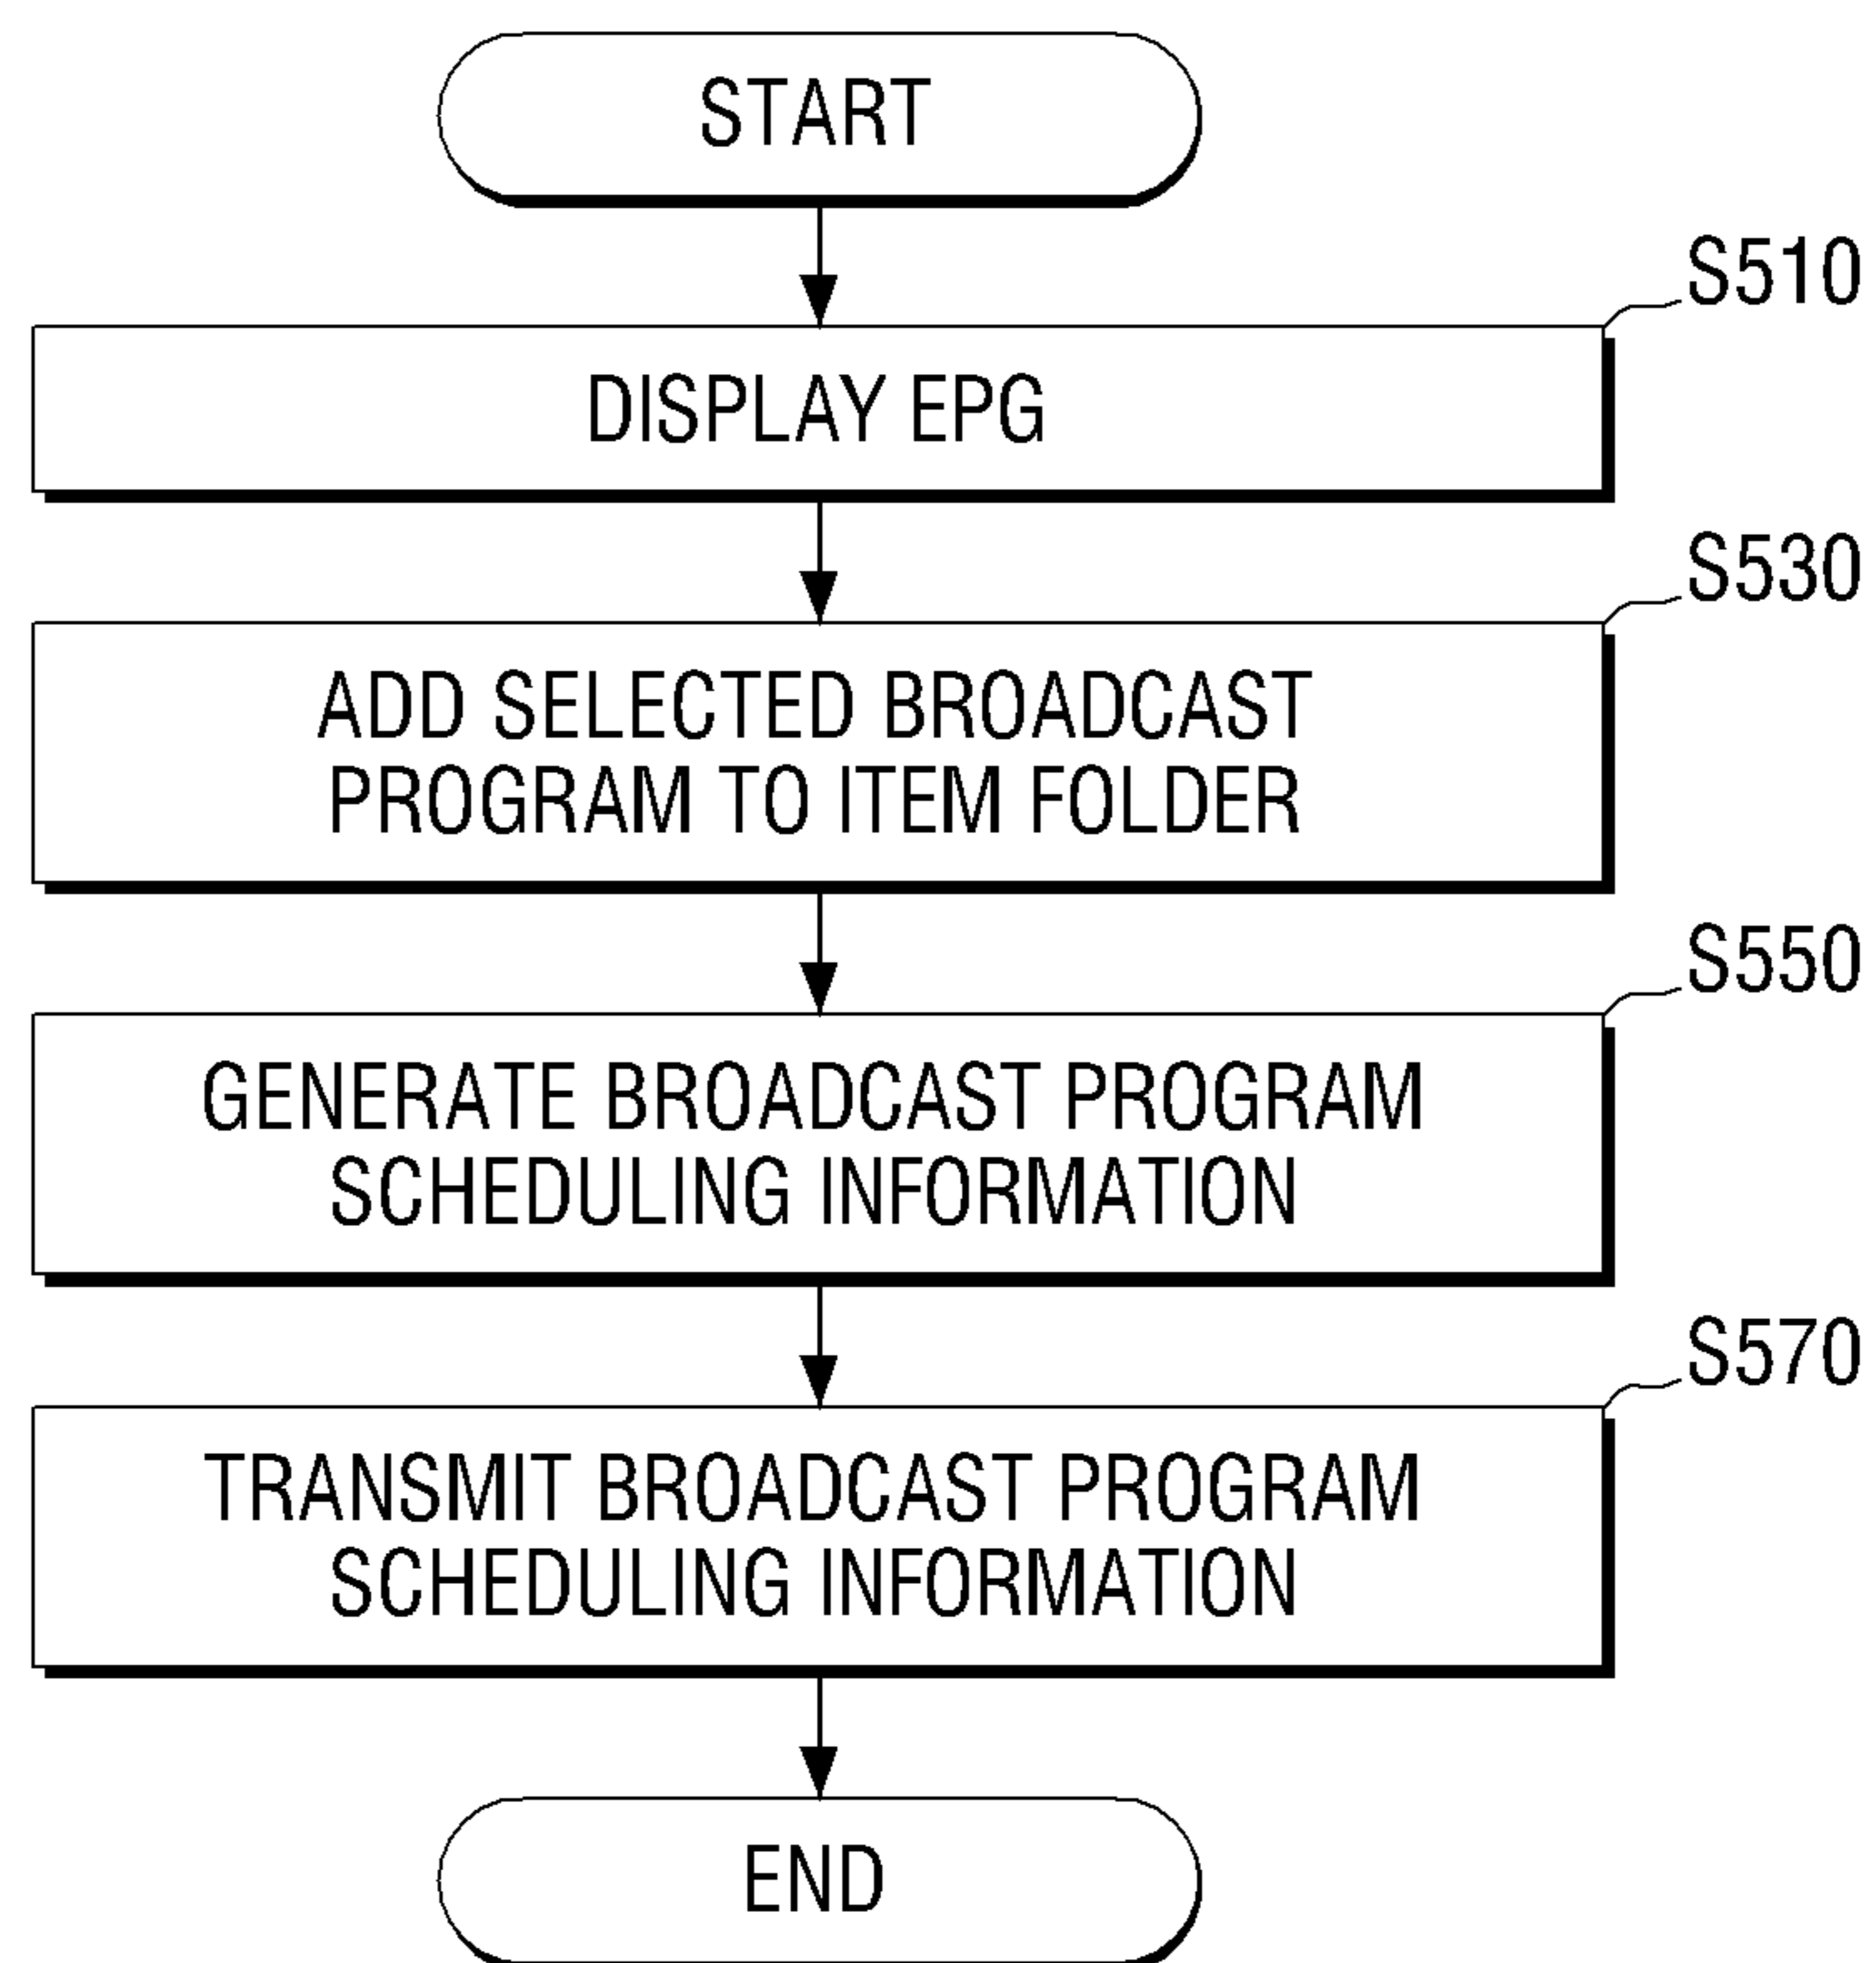 START
S510
DISPLAY EPG
S530
ADD SELECTED BROADCAST
PROGRAM TO ITEM FOLDER
S550
GENERATE BROADCAST PROGRAM
SCHEDULING INFORMATION
S570
TRANSMIT BROADCAST PROGRAM
SCHEDULING INFORMATION
END